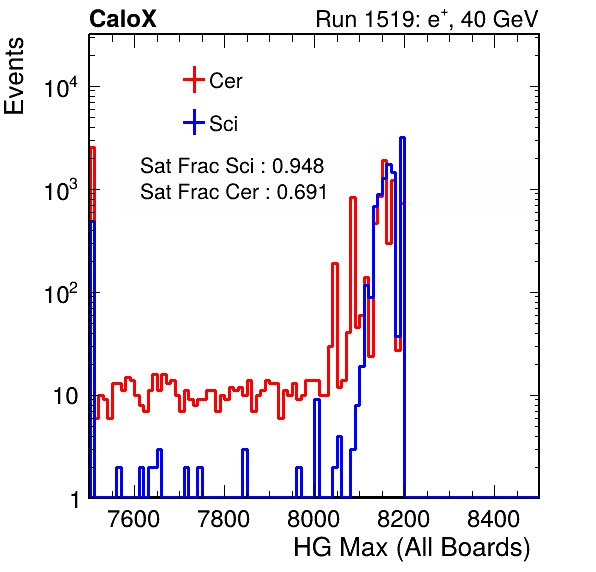 CaloX Run 1519: e⁺, 40 GeV
Events
Cer
Sci
Sat Frac Sci : 0.948
Sat Frac Cer : 0.691
10⁴
10³
10²
10
1
7600 7800 8000 8200 8400
HG Max (All Boards)